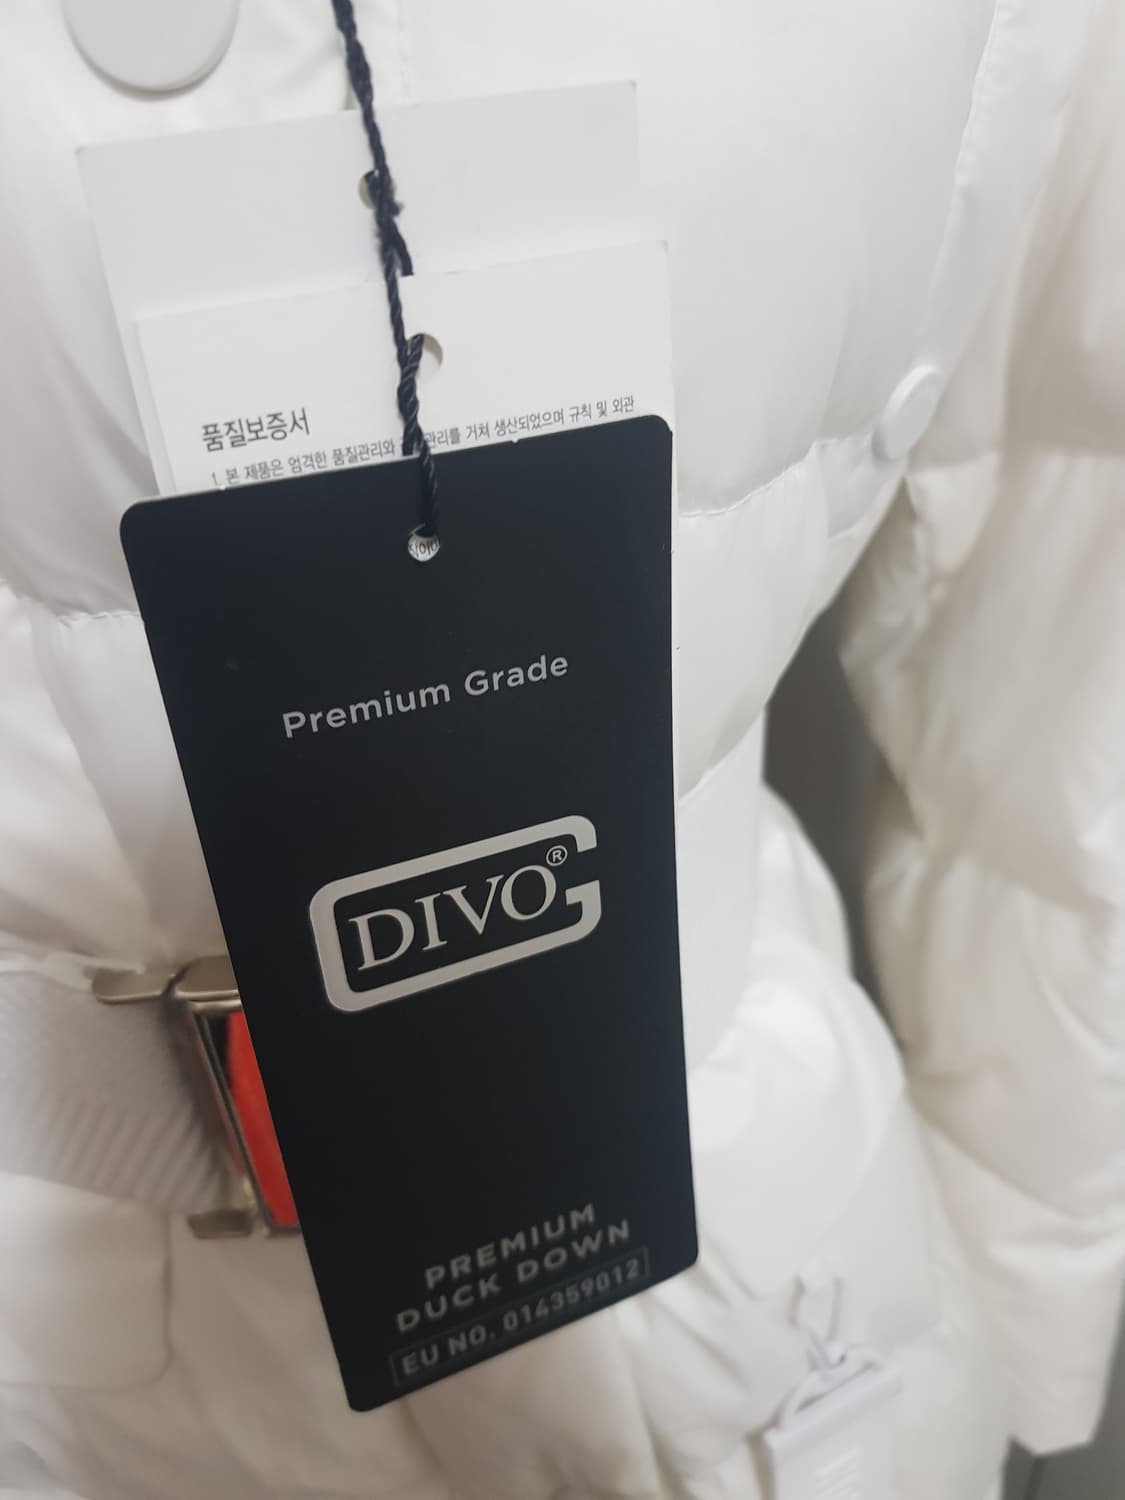 품질보증서
1. 본 제품은 엄격한 품질관리와 관리를 거쳐 생산되었으며 규칙 및 외관
Premium Grade
DIVO®
PREMIUM
DUCK DOWN
EU NO. 014359012